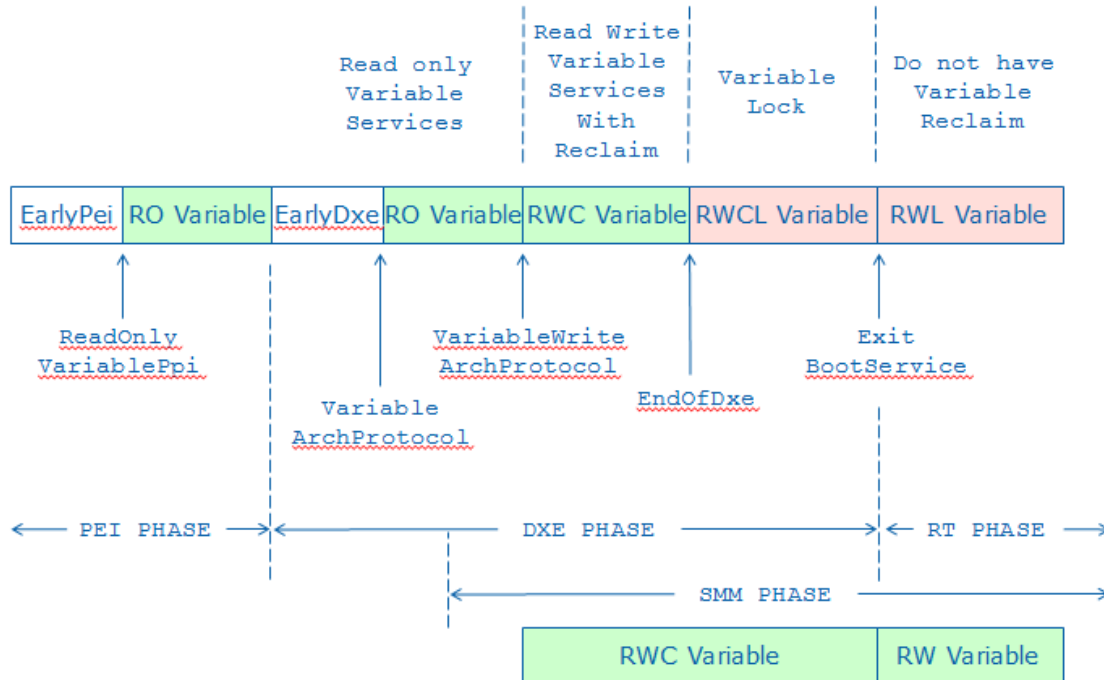 Read only
Variable
Services
Read Write
Variable
Services
With
Reclaim
Variable
Lock
Do not have
Variable
Reclaim
EarlyPei
RO Variable
EarlyDxe
RO Variable
RWC Variable
RWCL Variable
RWL Variable
ReadOnly
VariablePpi
Variable
ArchProtocol
VariableWrite
ArchProtocol
EndOfDxe
Exit
BootService
PEI PHASE
DXE PHASE
RT PHASE
SMM PHASE
RWC Variable
RW Variable